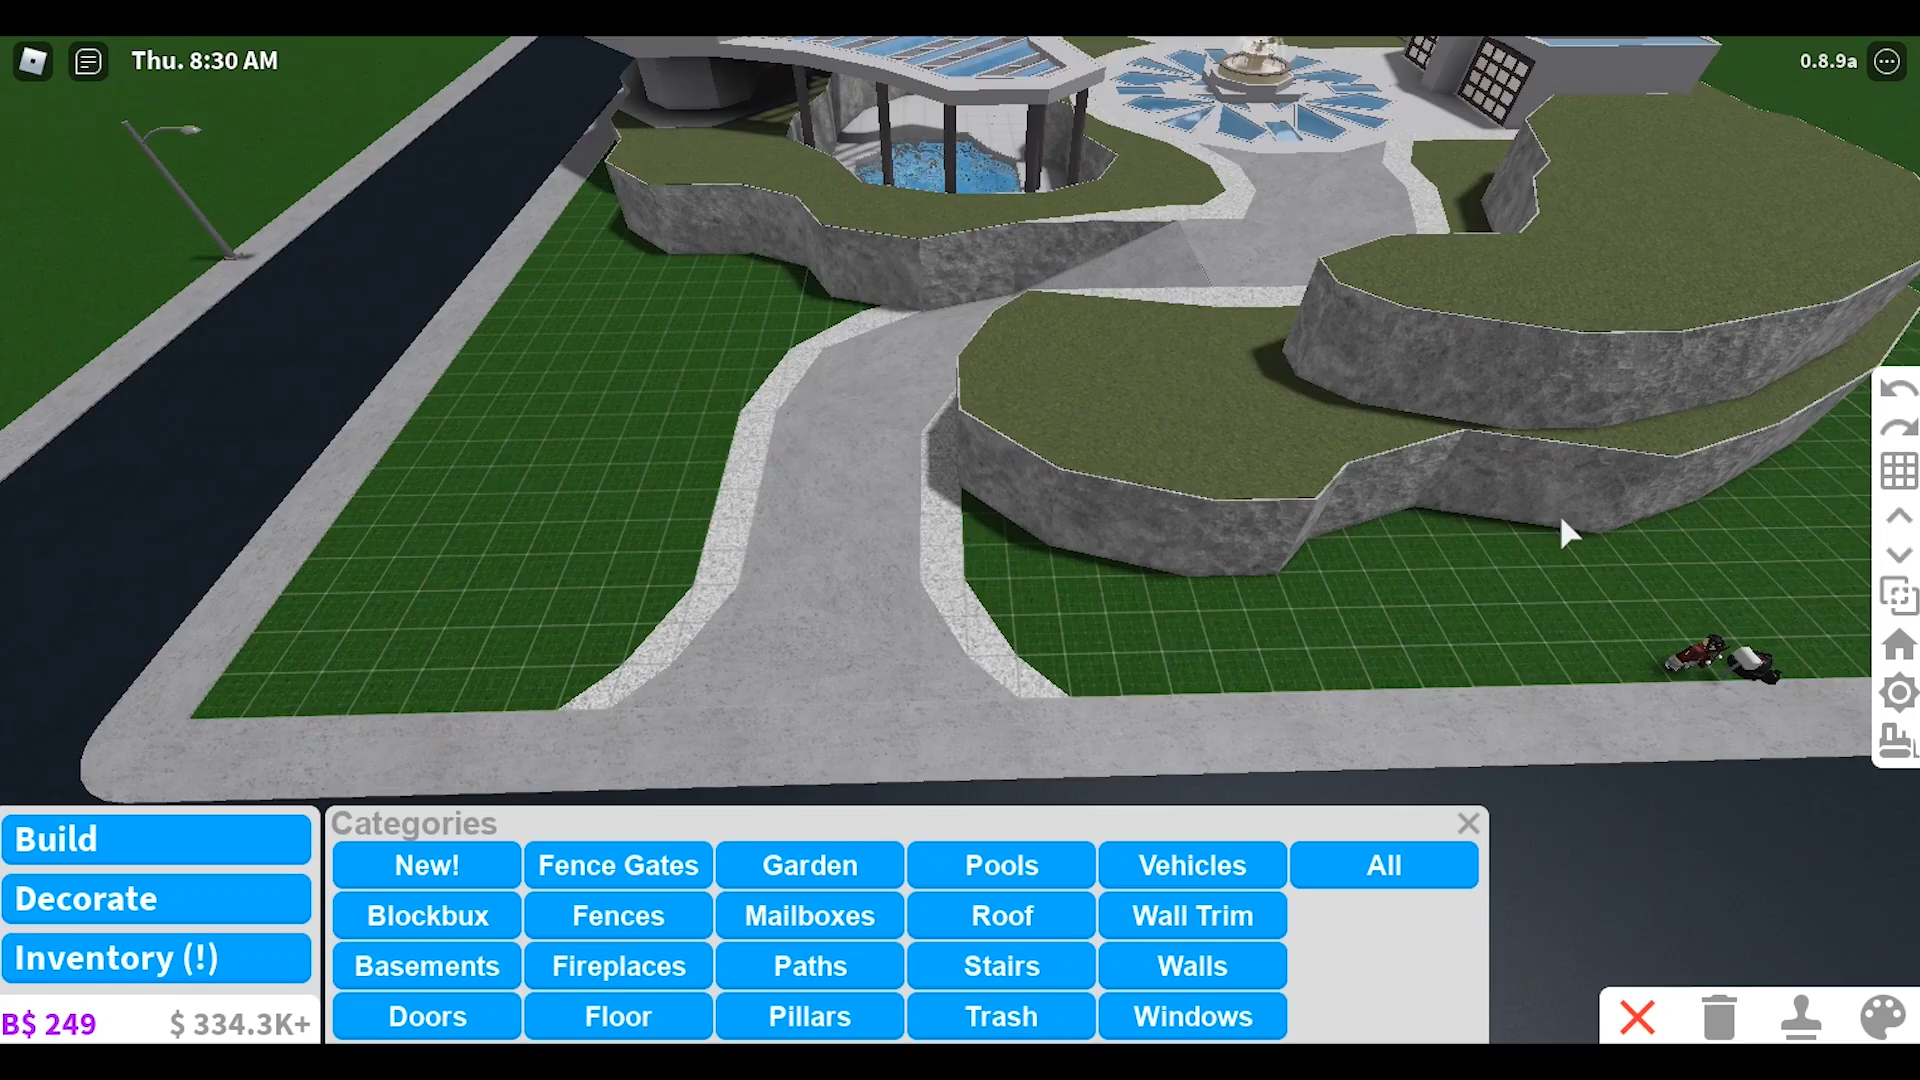 Thu. 8:30 AM
0.8.9a
Build
Decorate
Inventory (!)
B$ 249 $ 334.3K+
Categories
New! Fence Gates Garden Pools Vehicles All
Blockbux Fences Mailboxes Roof Wall Trim
Basements Fireplaces Paths Stairs Walls
Doors Floor Pillars Trash Windows